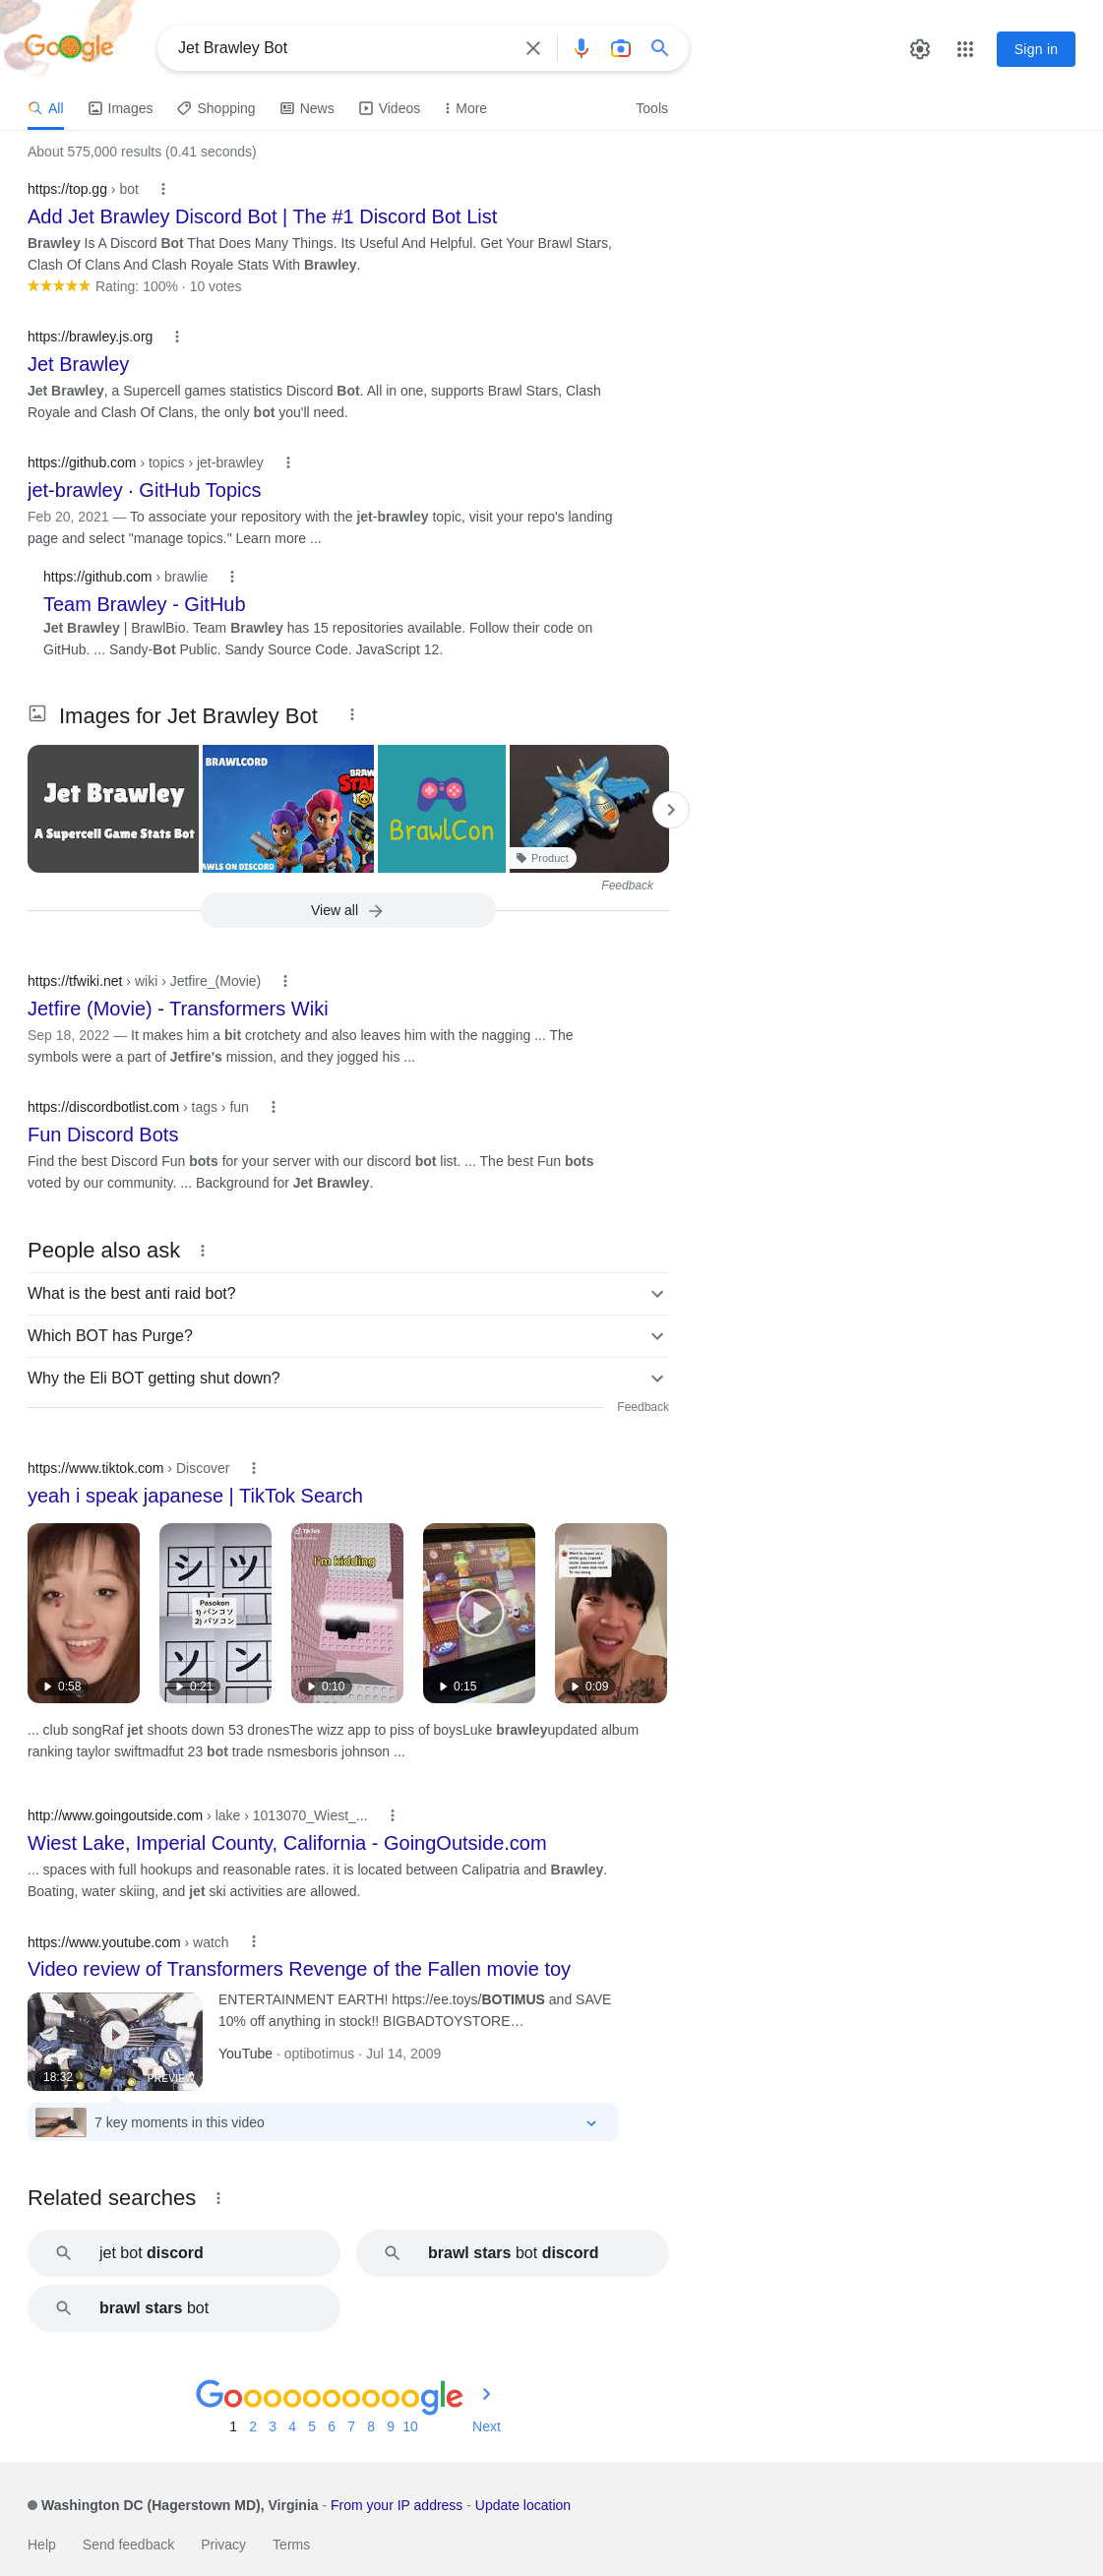 Google
Jet Brawley Bot
Sign in
All
Images
Shopping
News
Videos
More
Tools
About 575,000 results (0.41 seconds)
https://top.gg › bot
Add Jet Brawley Discord Bot | The #1 Discord Bot List
Brawley Is A Discord Bot That Does Many Things. Its Useful And Helpful. Get Your Brawl Stars,
Clash Of Clans And Clash Royale Stats With Brawley.
Rating: 100% · 10 votes
https://brawley.js.org
Jet Brawley
Jet Brawley, a Supercell games statistics Discord Bot. All in one, supports Brawl Stars, Clash
Royale and Clash Of Clans, the only bot you'll need.
https://github.com › topics › jet-brawley
jet-brawley · GitHub Topics
Feb 20, 2021 — To associate your repository with the jet-brawley topic, visit your repo's landing
page and select "manage topics." Learn more ...
https://github.com › brawlie
Team Brawley - GitHub
Jet Brawley | BrawlBio. Team Brawley has 15 repositories available. Follow their code on
GitHub. ... Sandy-Bot Public. Sandy Source Code. JavaScript 12.
Images for Jet Brawley Bot
Jet Brawley
A Supercell Game Stats Bot
BRAWLCORD
BRAWL
STAR
AWLS ON DISCORD
BrawlCon
Product
Feedback
View all
https://tfwiki.net › wiki › Jetfire_(Movie)
Jetfire (Movie) - Transformers Wiki
Sep 18, 2022 — It makes him a bit crotchety and also leaves him with the nagging ... The
symbols were a part of Jetfire's mission, and they jogged his ...
https://discordbotlist.com › tags › fun
Fun Discord Bots
Find the best Discord Fun bots for your server with our discord bot list. ... The best Fun bots
voted by our community. ... Background for Jet Brawley.
People also ask
What is the best anti raid bot?
Which BOT has Purge?
Why the Eli BOT getting shut down?
Feedback
https://www.tiktok.com › Discover
yeah i speak japanese | TikTok Search
0:58
シ ツ
Pasokon
1) パンコソ
2) パソコン
ソ ン
0:21
TikTok
I'm kidding
0:10
0:15
0:09
... club songRaf jet shoots down 53 dronesThe wizz app to piss of boysLuke brawleyupdated album
ranking taylor swiftmadfut 23 bot trade nsmesboris johnson ...
http://www.goingoutside.com › lake › 1013070_Wiest_...
Wiest Lake, Imperial County, California - GoingOutside.com
... spaces with full hookups and reasonable rates. it is located between Calipatria and Brawley.
Boating, water skiing, and jet ski activities are allowed.
https://www.youtube.com › watch
Video review of Transformers Revenge of the Fallen movie toy
18:32
PREVIEW
ENTERTAINMENT EARTH! https://ee.toys/BOTIMUS and SAVE
10% off anything in stock!! BIGBADTOYSTORE…
YouTube · optibotimus · Jul 14, 2009
7 key moments in this video
Related searches
jet bot discord
brawl stars bot discord
brawl stars bot
Goooooooooogle
1 2 3 4 5 6 7 8 9 10 Next
Washington DC (Hagerstown MD), Virginia - From your IP address - Update location
Help Send feedback Privacy Terms